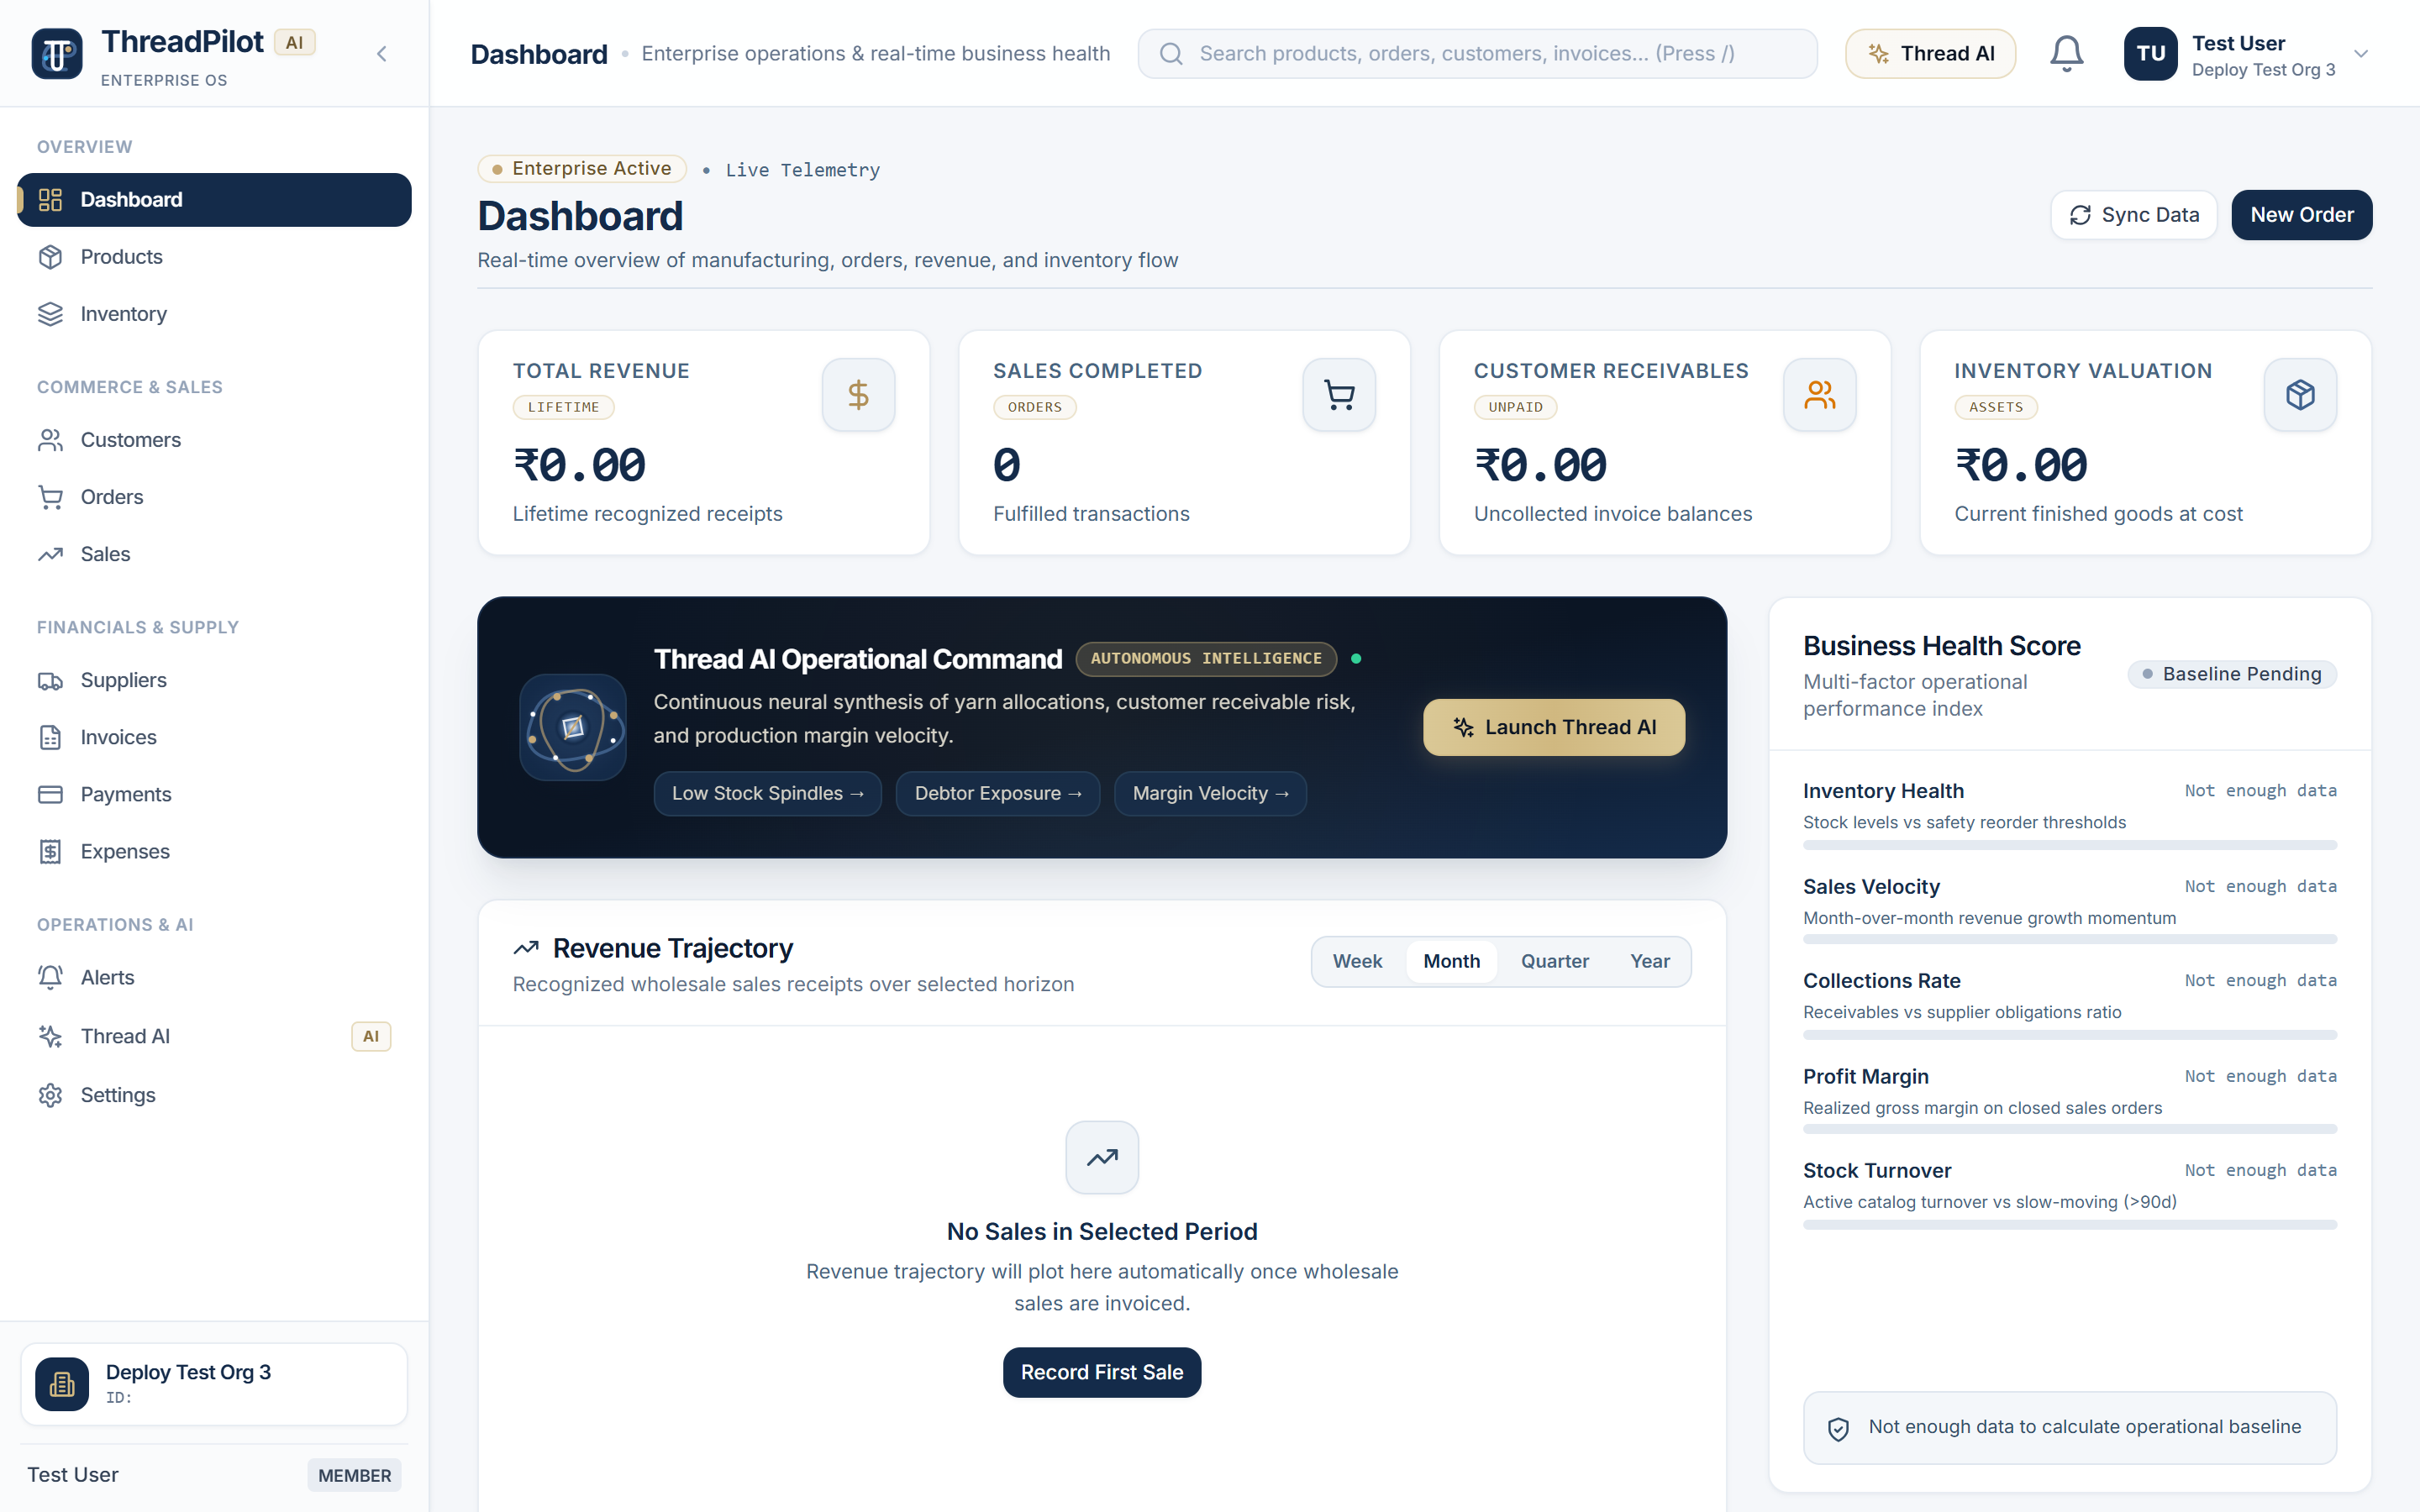 ThreadPilot AI
ENTERPRISE OS
OVERVIEW
Dashboard
Products
Inventory
COMMERCE & SALES
Customers
Orders
Sales
FINANCIALS & SUPPLY
Suppliers
Invoices
Payments
Expenses
OPERATIONS & AI
Alerts
Thread AI AI
Settings
Deploy Test Org 3
ID:
Test User MEMBER
Dashboard • Enterprise operations & real-time business health
Search products, orders, customers, invoices... (Press /)
Thread AI
TU
Test User
Deploy Test Org 3
Enterprise Active • Live Telemetry
Dashboard
Real-time overview of manufacturing, orders, revenue, and inventory flow
Sync Data
New Order
TOTAL REVENUE
LIFETIME
₹0.00
Lifetime recognized receipts
SALES COMPLETED
ORDERS
0
Fulfilled transactions
CUSTOMER RECEIVABLES
UNPAID
₹0.00
Uncollected invoice balances
INVENTORY VALUATION
ASSETS
₹0.00
Current finished goods at cost
Thread AI Operational Command AUTONOMOUS INTELLIGENCE
Continuous neural synthesis of yarn allocations, customer receivable risk,
and production margin velocity.
Low Stock Spindles →
Debtor Exposure →
Margin Velocity →
Launch Thread AI
Revenue Trajectory
Recognized wholesale sales receipts over selected horizon
Week Month Quarter Year
No Sales in Selected Period
Revenue trajectory will plot here automatically once wholesale
sales are invoiced.
Record First Sale
Business Health Score
Multi-factor operational
performance index
Baseline Pending
Inventory Health Not enough data
Stock levels vs safety reorder thresholds
Sales Velocity Not enough data
Month-over-month revenue growth momentum
Collections Rate Not enough data
Receivables vs supplier obligations ratio
Profit Margin Not enough data
Realized gross margin on closed sales orders
Stock Turnover Not enough data
Active catalog turnover vs slow-moving (>90d)
Not enough data to calculate operational baseline